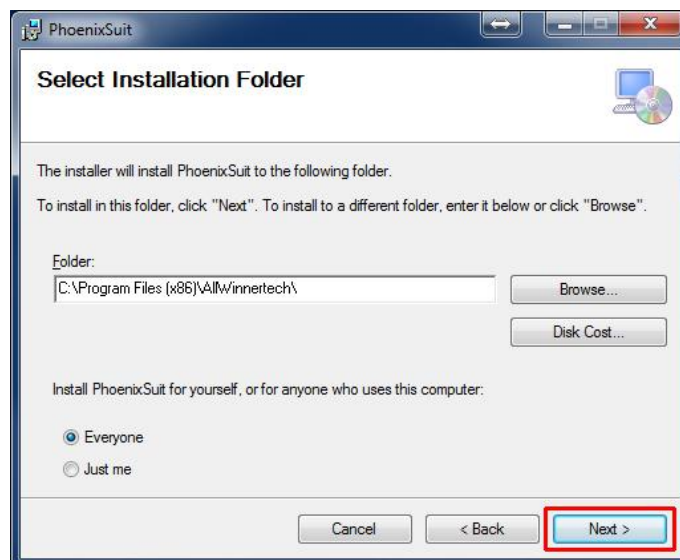 PhoenixSuit
Select Installation Folder
The installer will install PhoenixSuit to the following folder.
To install in this folder, click "Next". To install to a different folder, enter it below or click "Browse".
Folder:
C:\Program Files (x86)\AllWinnertech\
Browse...
Disk Cost...
Install PhoenixSuit for yourself, or for anyone who uses this computer:
Everyone
Just me
Cancel
< Back
Next >